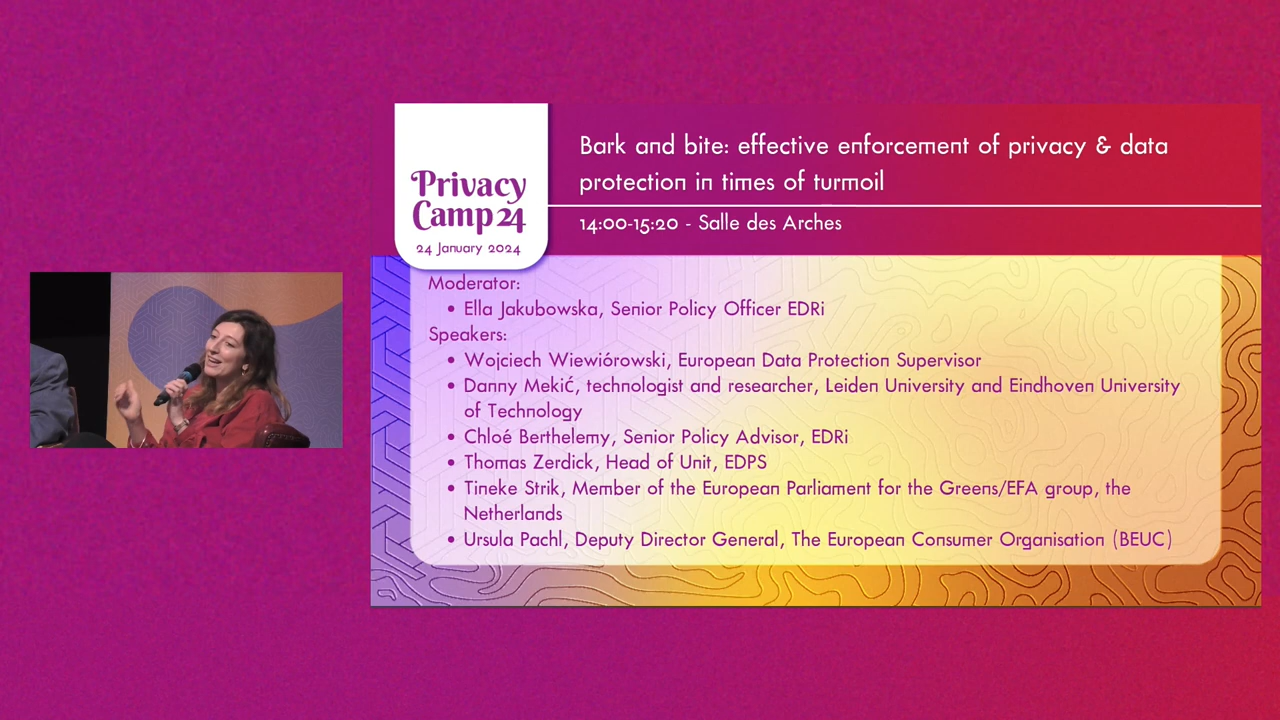 Privacy
Camp 24
24 January 2024
Bark and bite: effective enforcement of privacy & data
protection in times of turmoil
14:00-15:20 - Salle des Arches
Moderator:
• Ella Jakubowska, Senior Policy Officer EDRi
Speakers:
• Wojciech Wiewiórowski, European Data Protection Supervisor
• Danny Mekić, technologist and researcher, Leiden University and Eindhoven University
of Technology
• Chloé Berthelemy, Senior Policy Advisor, EDRi
• Thomas Zerdick, Head of Unit, EDPS
• Tineke Strik, Member of the European Parliament for the Greens/EFA group, the
Netherlands
• Ursula Pachl, Deputy Director General, The European Consumer Organisation (BEUC)